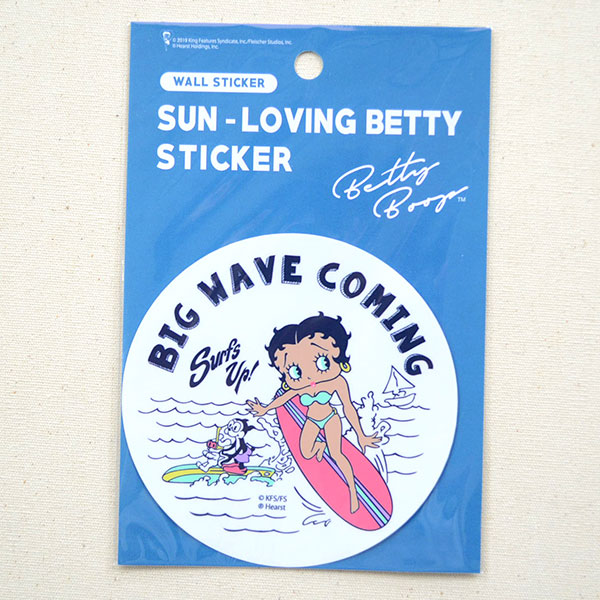 © 2019 King Features Syndicate, Inc./Fleischer Studios, Inc.
® Hearst Holdings, Inc.
WALL STICKER
SUN - LOVING BETTY
STICKER
Betty
Boop™
BIG WAVE COMING
Surf's
Up!
© KFS/FS
® Hearst